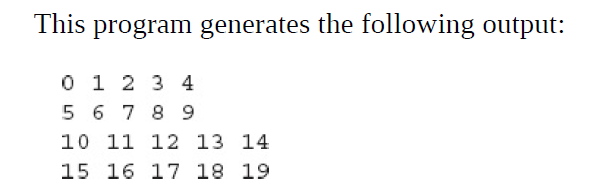 This program generates the following output:
0 1 2 3 4
5 6 7 8 9
10 11 12 13 14
15 16 17 18 19